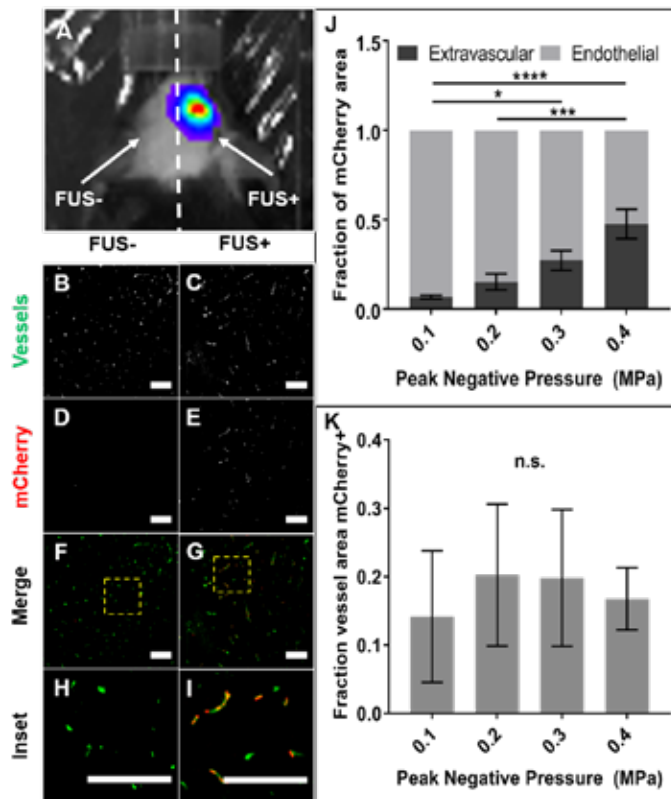 A
FUS-
FUS+
FUS-
FUS+
Vessels
B
C
mCherry
D
E
Merge
F
G
Inset
H
I
J
Extravascular
Endothelial
****
*
***
Fraction of mCherry area
1.5
1.0
0.5
0.0
0.1
0.2
0.3
0.4
Peak Negative Pressure (MPa)
K
n.s.
Fraction vessel area mCherry+
0.4
0.3
0.2
0.1
0.0
0.1
0.2
0.3
0.4
Peak Negative Pressure (MPa)